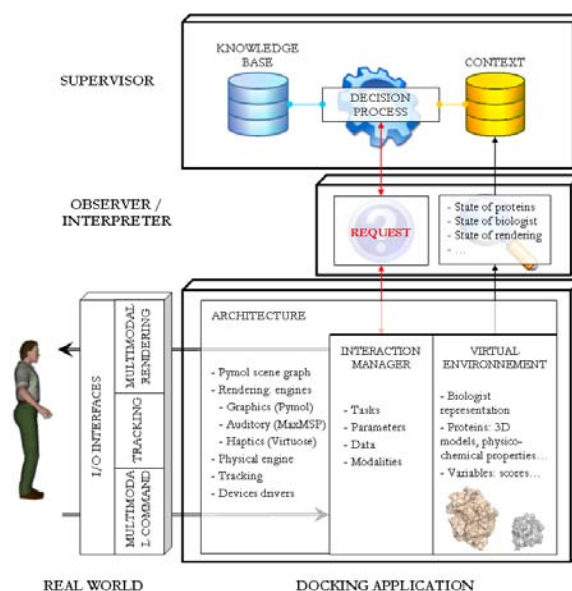 KNOWLEDGE
BASE
CONTEXT
SUPERVISOR
DECISION
PROCESS
OBSERVER /
INTERPRETER
REQUEST
- State of proteins
- State of biologist
- State of rendering
- ...
I/O INTERFACES
MULTIMODAL
RENDERING
TRACKING
MULTIMODA
L COMMAND
ARCHITECTURE
- Pymol scene graph
- Rendering: engines
- Graphics (Pymol)
- Auditory (MaxMSP)
- Haptics (Virtuose)
- Physical engine
- Tracking
- Devices drivers
INTERACTION
MANAGER
- Tasks
- Parameters
- Data
- Modalities
VIRTUAL
ENVIRONNEMENT
- Biologist
representation
- Proteins: 3D
models, physico-
chemical properties...
- Variables: scores...
REAL WORLD
DOCKING APPLICATION